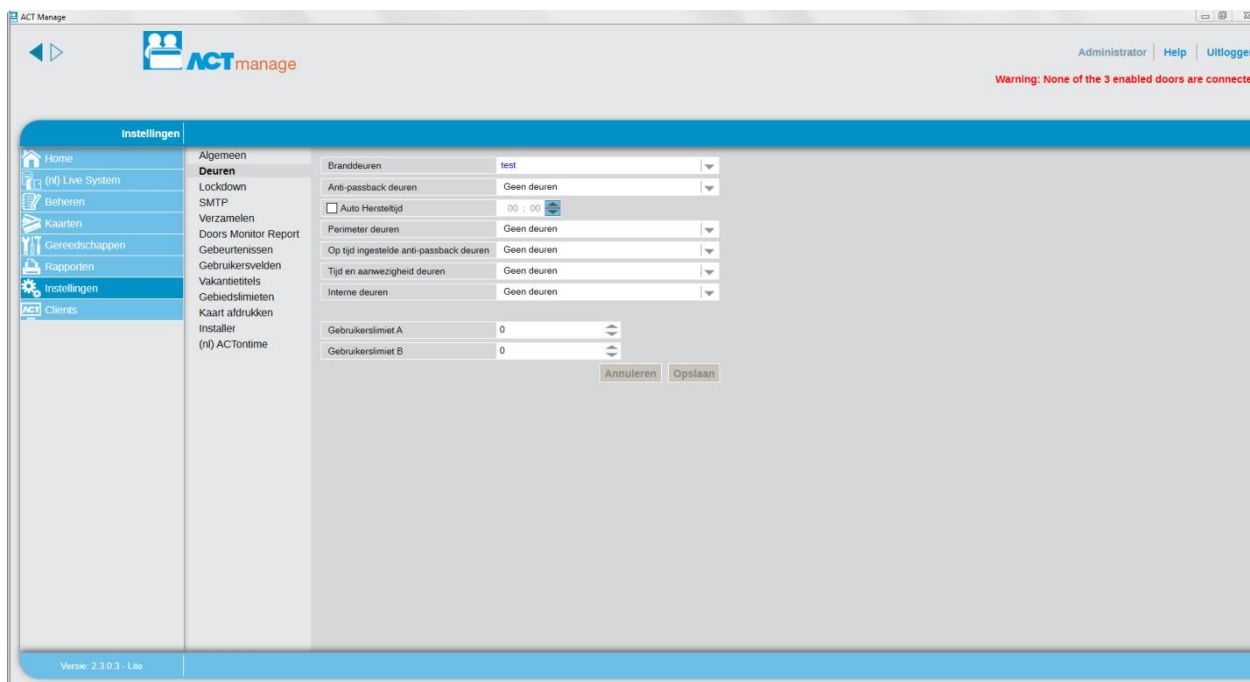 ACT Manage
ACTmanage
Administrator Help Uitlogge
Warning: None of the 3 enabled doors are connecte
Instellingen
Home
(nl) Live System
Beheren
Kaarten
Gereedschappen
Rapporten
Instellingen
ACT Clients
Algemeen
Deuren
Lockdown
SMTP
Verzamelen
Doors Monitor Report
Gebeurtenissen
Gebruikersvelden
Vakantietitels
Gebiedslimieten
Kaart afdrukken
Installer
(nl) ACTontime
Branddeuren test
Anti-passback deuren Geen deuren
Auto Hersteltijd 00 : 00
Perimeter deuren Geen deuren
Op tijd ingestelde anti-passback deuren Geen deuren
Tijd en aanwezigheid deuren Geen deuren
Interne deuren Geen deuren
Gebruikerslimiet A 0
Gebruikerslimiet B 0
Annuleren Opslaan
Versie: 2.3.0.3 - Lite